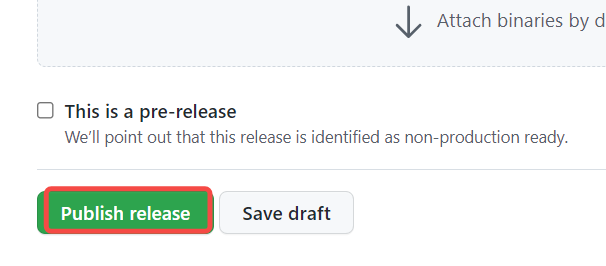 Attach binaries by d
This is a pre-release
We'll point out that this release is identified as non-production ready.
Publish release
Save draft